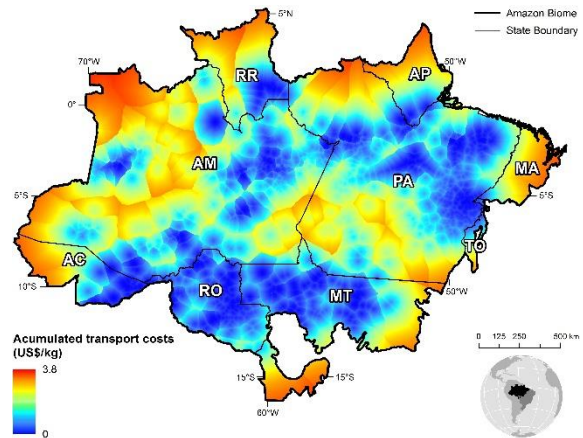 5°N
Amazon Biome
State Boundary
70°W
50°W
RR
AP
0°
AM
PA
MA
5°S
5°S
TO
AC
RO
MT
10°S
50°W
Acumulated transport costs
(US$/kg)
3.8
0
15°S
15°S
60°W
0 125 250 500 km